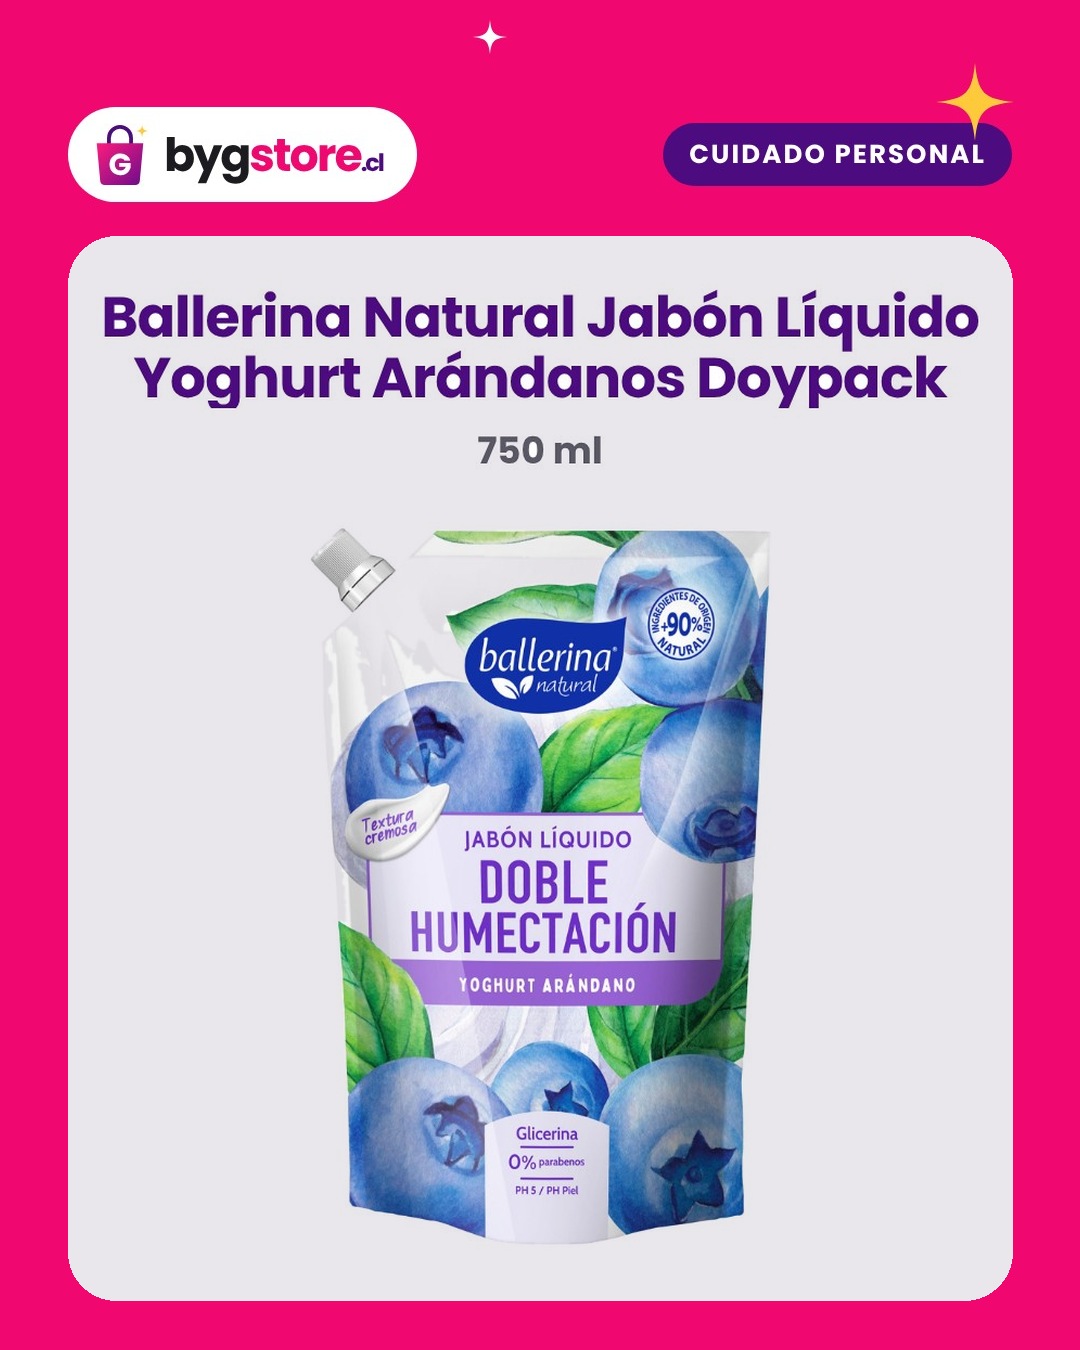 G bygstore.cl
CUIDADO PERSONAL
Ballerina Natural Jabón Líquido
Yoghurt Arándanos Doypack
750 ml
INGREDIENTES DE ORIGEN
+90%
NATURAL
ballerina
natural
Textura
cremosa
JABÓN LÍQUIDO
DOBLE
HUMECTACIÓN
YOGHURT ARÁNDANO
Glicerina
0% parabenos
PH 5 / PH Piel